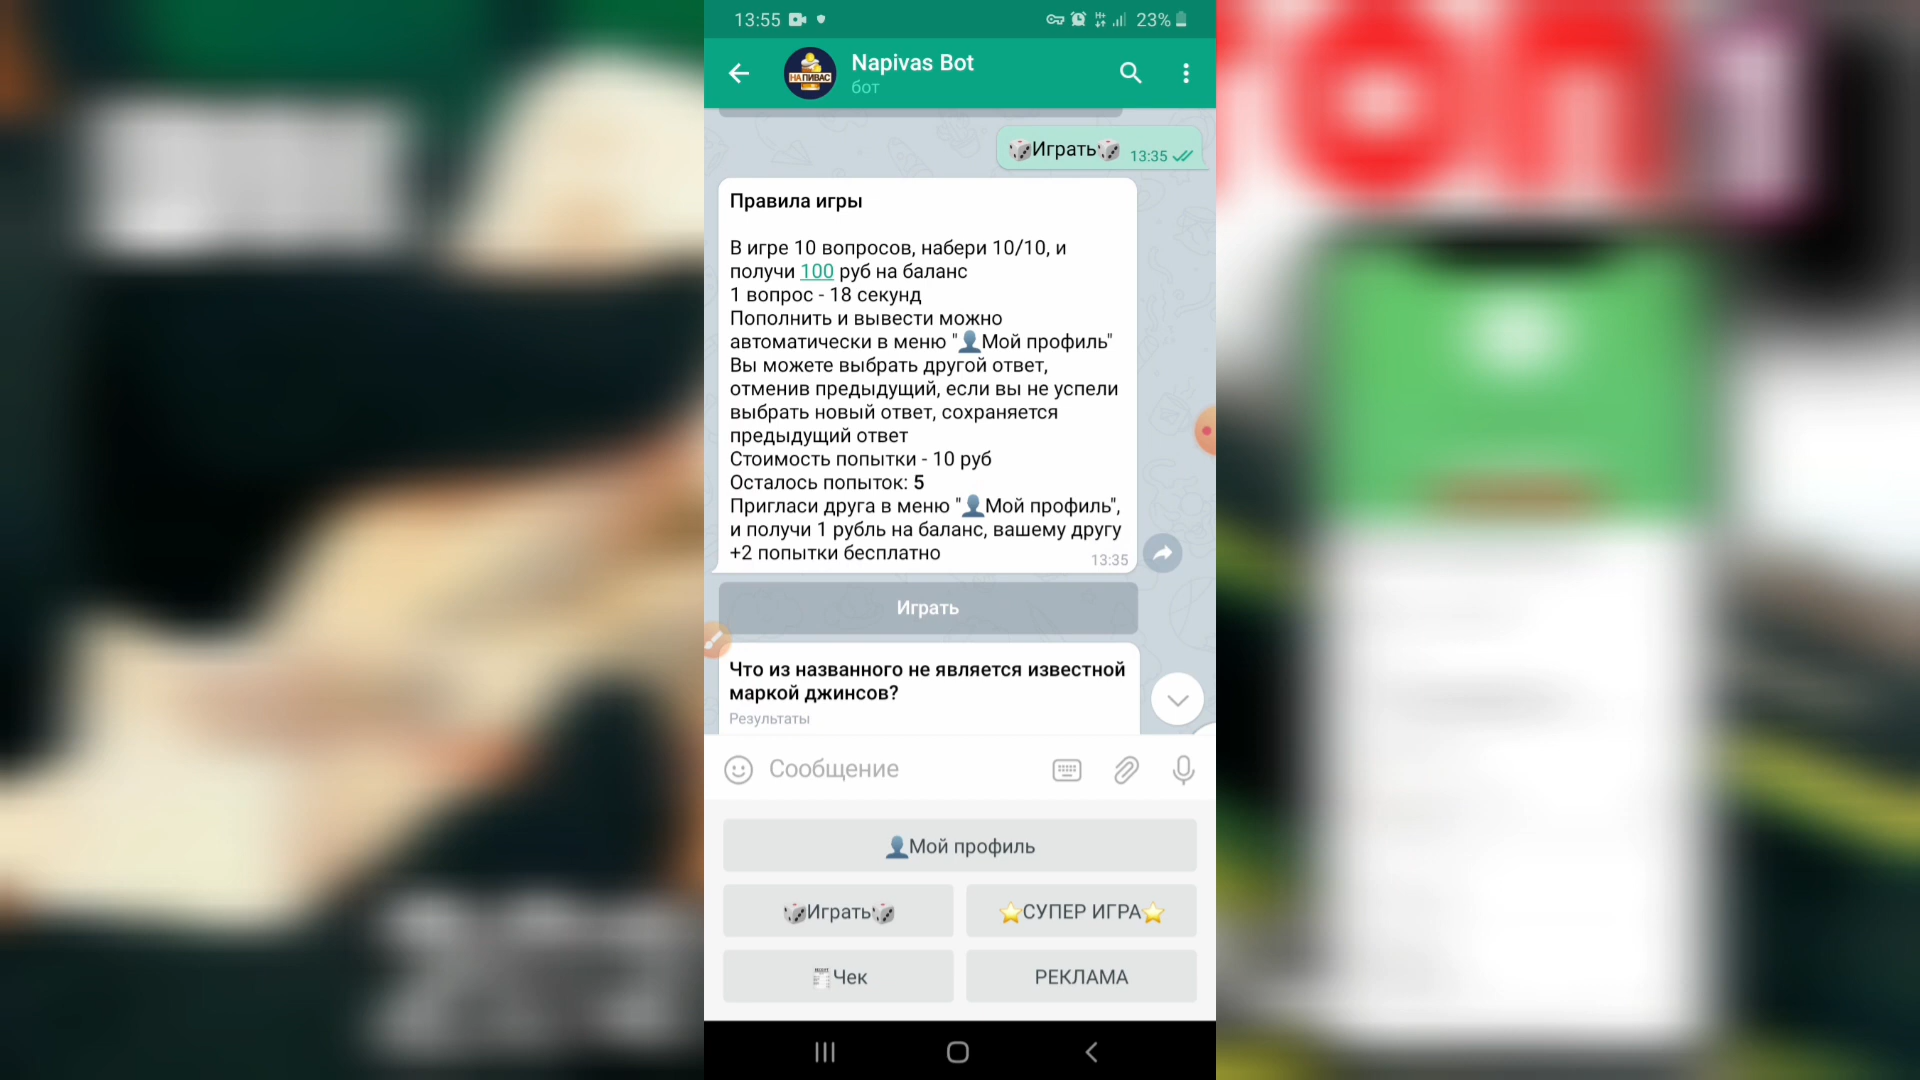 13:55
23%
НА ПИВАС
Napivas Bot
бот
🎲Играть🎲 13:35
Правила игры
В игре 10 вопросов, набери 10/10, и
получи 100 руб на баланс
1 вопрос - 18 секунд
Пополнить и вывести можно
автоматически в меню "👤Мой профиль"
Вы можете выбрать другой ответ,
отменив предыдущий, если вы не успели
выбрать новый ответ, сохраняется
предыдущий ответ
Стоимость попытки - 10 руб
Осталось попыток: 5
Пригласи друга в меню "👤Мой профиль",
и получи 1 рубль на баланс, вашему другу
+2 попытки бесплатно
13:35
Играть
Что из названного не является известной
маркой джинсов?
Результаты
Сообщение
👤Мой профиль
🎲Играть🎲
⭐СУПЕР ИГРА⭐
🧾Чек
РЕКЛАМА